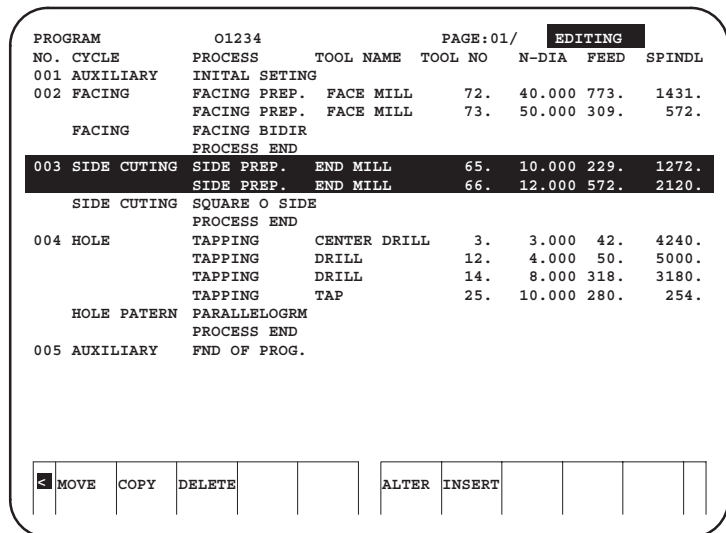 PROGRAM O1234 PAGE:01/ EDITING
NO. CYCLE PROCESS TOOL NAME TOOL NO N-DIA FEED SPINDL
001 AUXILIARY INITAL SETING
002 FACING FACING PREP. FACE MILL 72. 40.000 773. 1431.
FACING PREP. FACE MILL 73. 50.000 309. 572.
FACING FACING BIDIR
PROCESS END
003 SIDE CUTING SIDE PREP. END MILL 65. 10.000 229. 1272.
SIDE PREP. END MILL 66. 12.000 572. 2120.
SIDE CUTING SQUARE O SIDE
PROCESS END
004 HOLE TAPPING CENTER DRILL 3. 3.000 42. 4240.
TAPPING DRILL 12. 4.000 50. 5000.
TAPPING DRILL 14. 8.000 318. 3180.
TAPPING TAP 25. 10.000 280. 254.
HOLE PATERN PARALLELOGRM
PROCESS END
005 AUXILIARY FND OF PROG.
< MOVE COPY DELETE ALTER INSERT